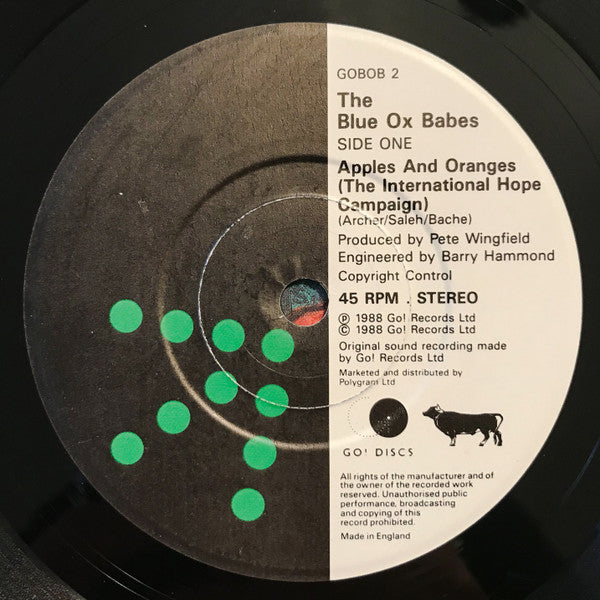 GOBOB 2
The
Blue Ox Babes
SIDE ONE
Apples And Oranges
(The International Hope
Campaign)
(Archer/Saleh/Bache)
Produced by Pete Wingfield
Engineered by Barry Hammond
Copyright Control
45 RPM . STEREO
℗ 1988 Go! Records Ltd
© 1988 Go! Records Ltd
Original sound recording made
by Go! Records Ltd
Marketed and distributed by
Polygram Ltd
GO! DISCS
All rights of the manufacturer and of
the owner of the recorded work
reserved. Unauthorised public
performance, broadcasting
and copying of this
record prohibited.
Made in England